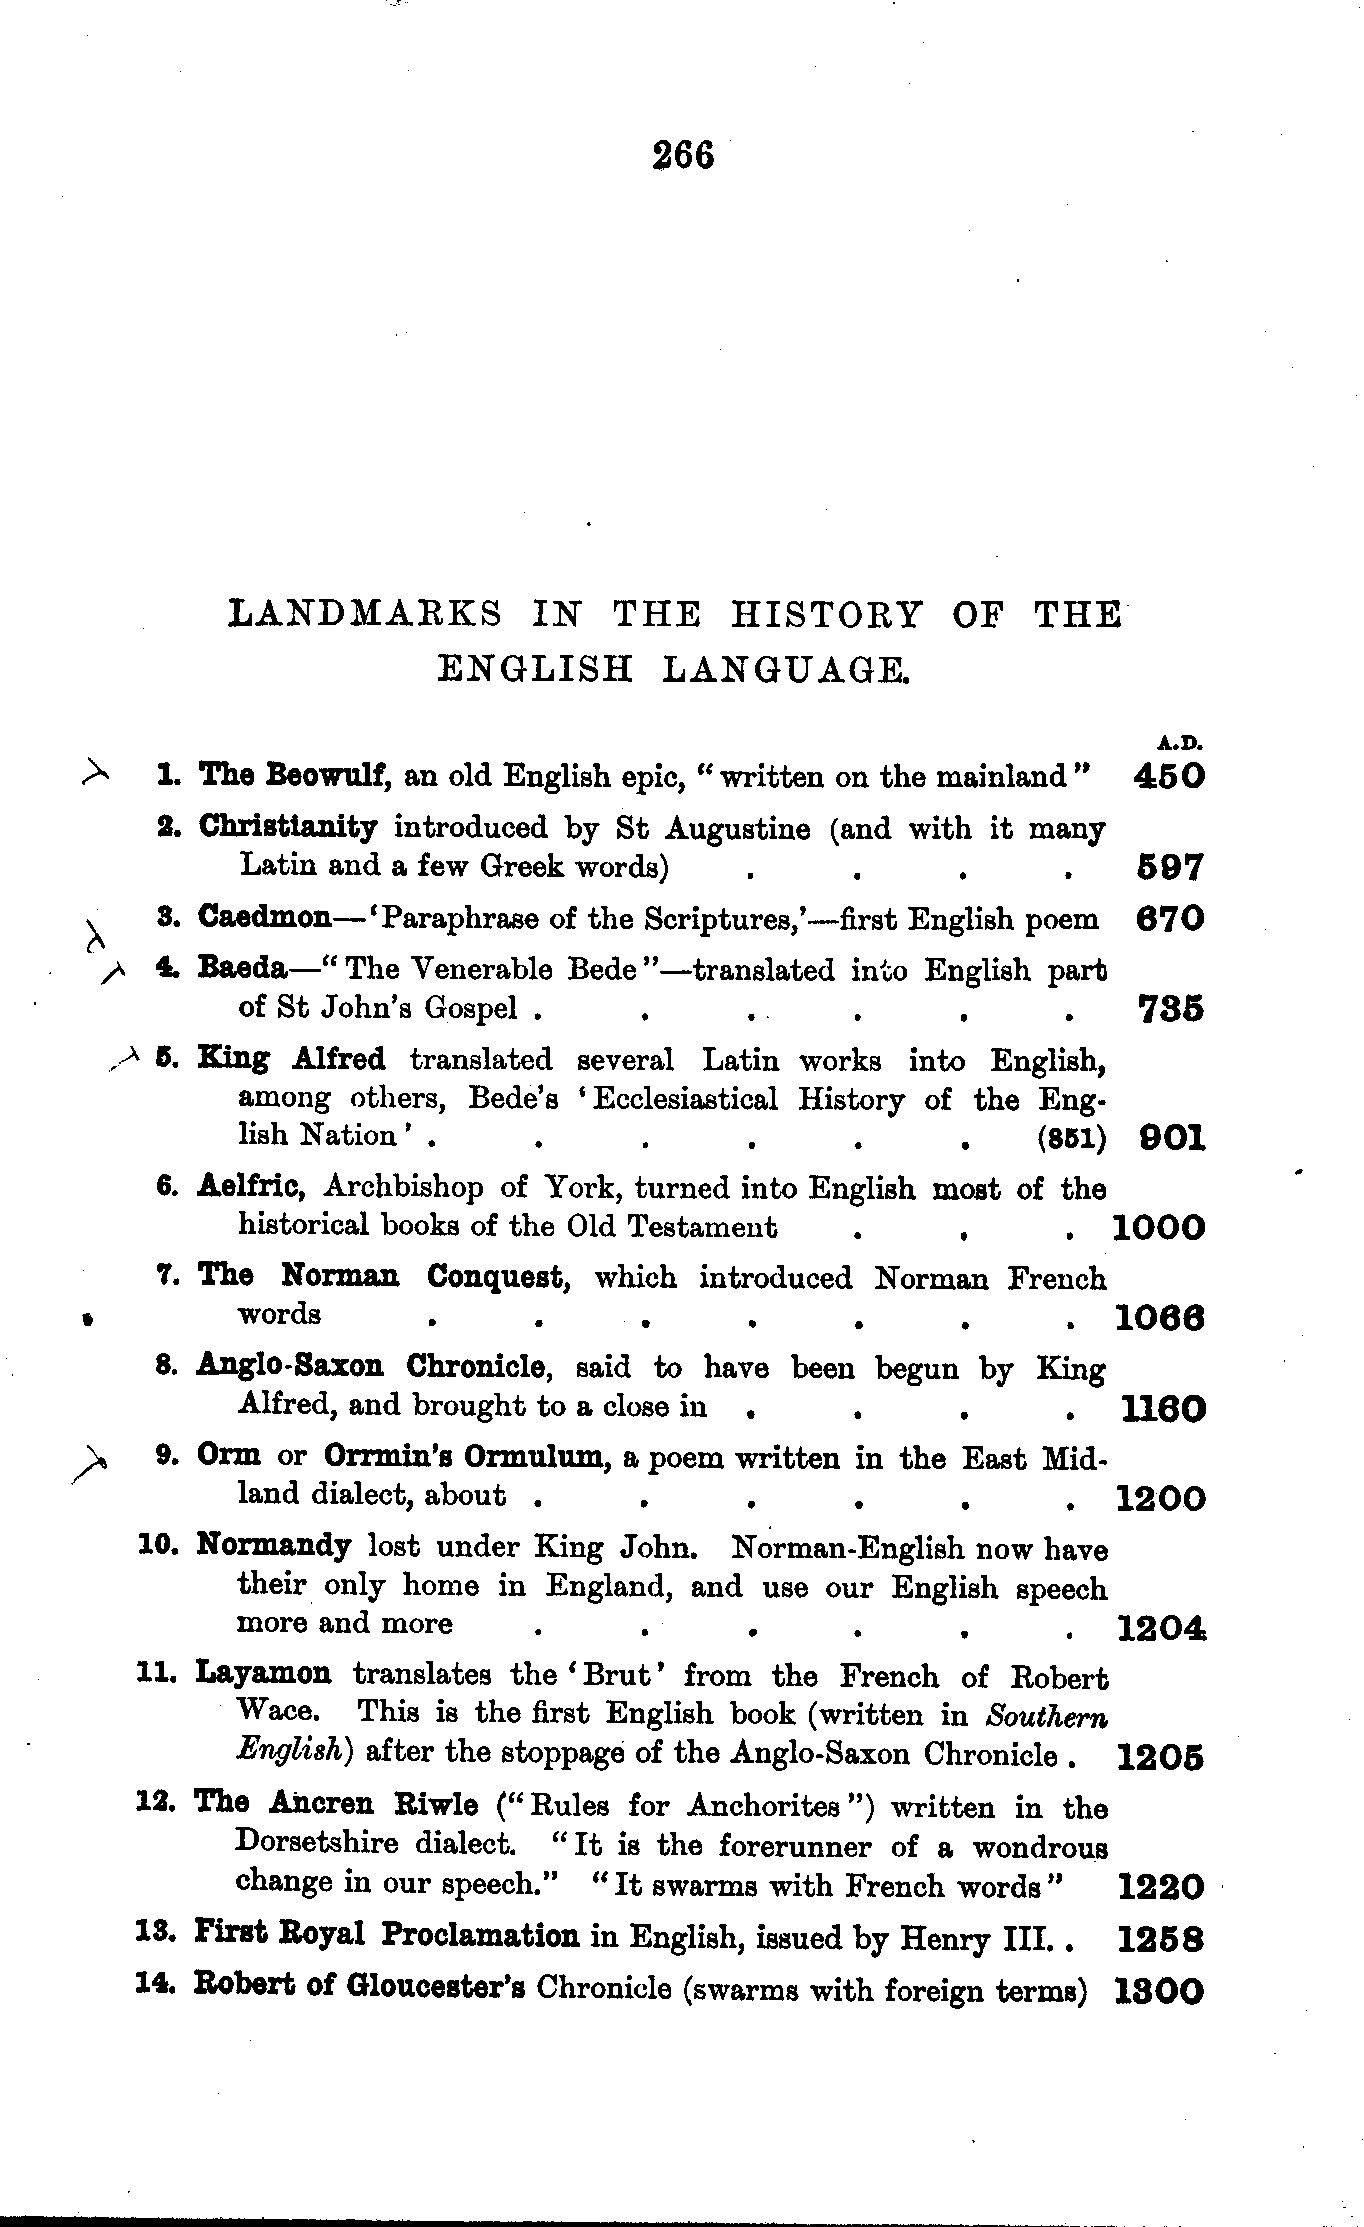 266
LANDMARKS IN THE HISTORY OF THE
ENGLISH LANGUAGE.
A.D.
1. The Beowulf, an old English epic, "written on the mainland" 450
2. Christianity introduced by St Augustine (and with it many
Latin and a few Greek words) . . . . 597
3. Caedmon—'Paraphrase of the Scriptures,'—first English poem 670
4. Baeda—"The Venerable Bede"—translated into English part
of St John's Gospel . . . . . . 735
5. King Alfred translated several Latin works into English,
among others, Bede's 'Ecclesiastical History of the Eng-
lish Nation' . . . . . . (851) 901
6. Aelfric, Archbishop of York, turned into English most of the
historical books of the Old Testament . . . 1000
7. The Norman Conquest, which introduced Norman French
words . . . . . . . 1066
8. Anglo-Saxon Chronicle, said to have been begun by King
Alfred, and brought to a close in . . . . 1160
9. Orm or Orrmin's Ormulum, a poem written in the East Mid-
land dialect, about . . . . . . 1200
10. Normandy lost under King John. Norman-English now have
their only home in England, and use our English speech
more and more . . . . . . 1204
11. Layamon translates the 'Brut' from the French of Robert
Wace. This is the first English book (written in Southern
English) after the stoppage of the Anglo-Saxon Chronicle . 1205
12. The Ancren Riwle ("Rules for Anchorites") written in the
Dorsetshire dialect. "It is the forerunner of a wondrous
change in our speech." "It swarms with French words" 1220
13. First Royal Proclamation in English, issued by Henry III. . 1258
14. Robert of Gloucester's Chronicle (swarms with foreign terms) 1300